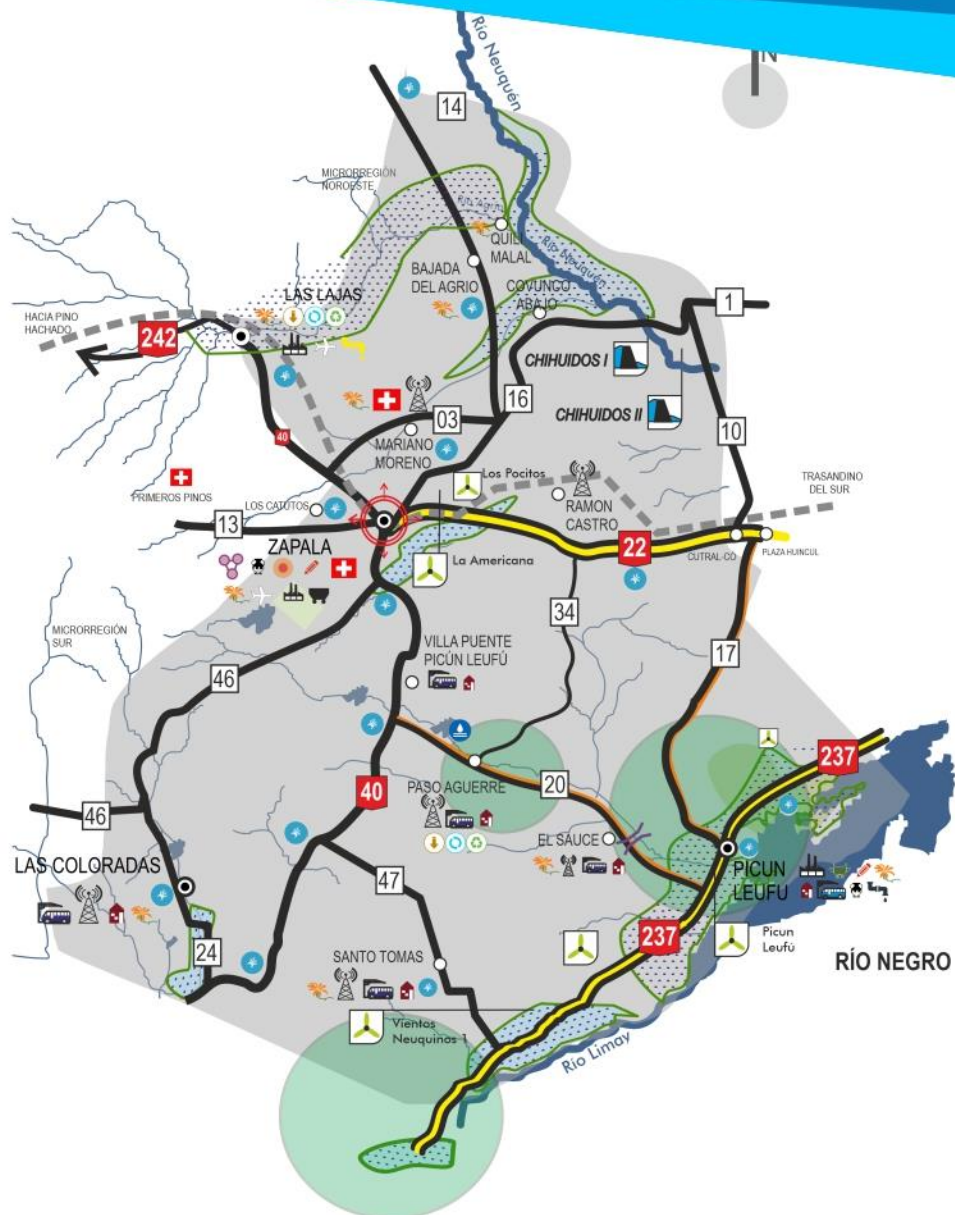 Río Neuquén
N
14
MICRORREGIÓN
NOROESTE
Río Agrio
QUILI
MALAL
Río Neuquén
BAJADA
DEL AGRIO
COVUNCO
ABAJO
LAS LAJAS
HACIA PINO
HACHADO
242
1
CHIHUIDOS I
16
CHIHUIDOS II
03
40
MARIANO
MORENO
10
PRIMEROS PINOS
Los Pocitos
TRASANDINO
DEL SUR
LOS CATUTOS
RAMON
CASTRO
13
22
CUTRAL-CO
PLAZA HUINCUL
ZAPALA
La Americana
34
MICRORREGIÓN
SUR
VILLA PUENTE
PICÚN LEUFÚ
17
46
237
40
20
PASO AGUERRE
46
EL SAUCE
LAS COLORADAS
PICUN
LEUFU
47
237
Picun
Leufú
24
SANTO TOMAS
RÍO NEGRO
Vientos
Neuquinos 1
Río Limay